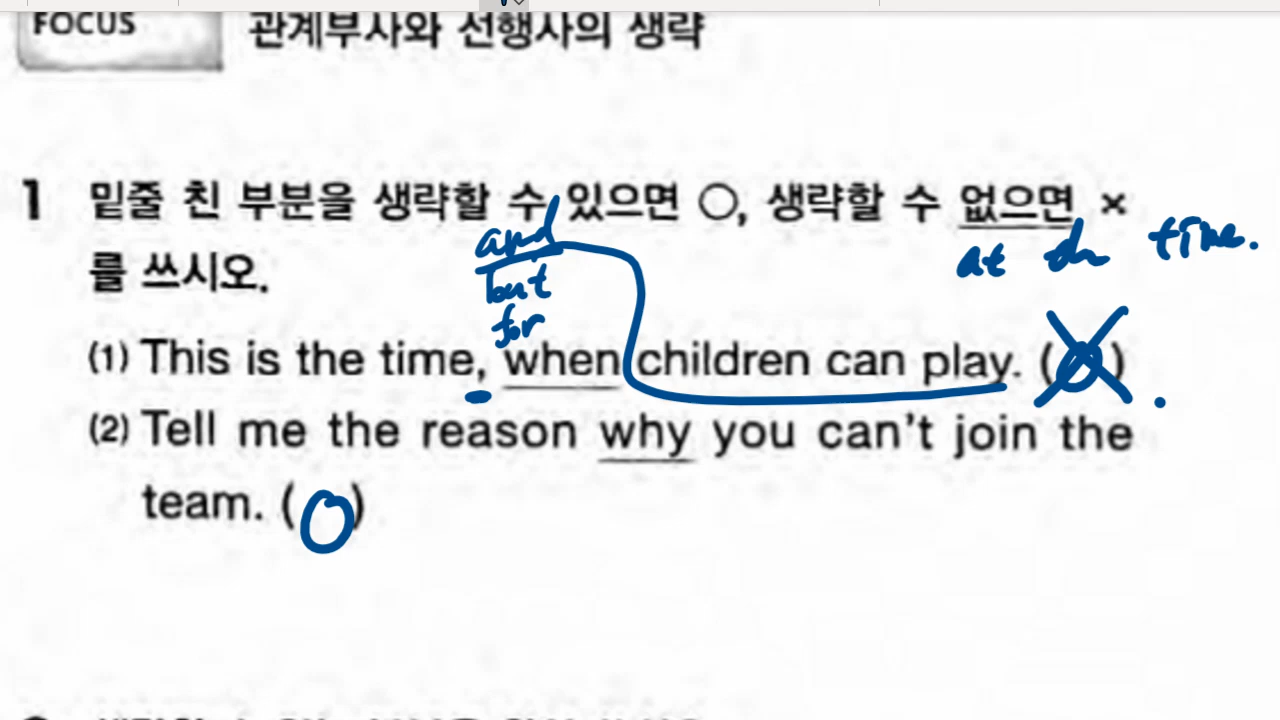 FOCUS 관계부사와 선행사의 생략
1 밑줄 친 부분을 생략할 수 있으면 ○, 생략할 수 없으면 ×
를 쓰시오.
and
but
for
at the time.
(1) This is the time, when children can play. (X)
(2) Tell me the reason why you can't join the
team. (O)